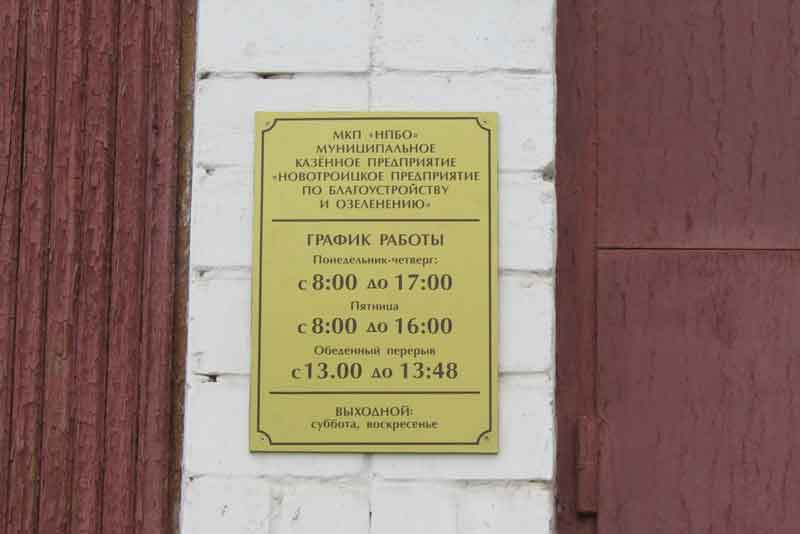 МКП «НПБО»
МУНИЦИПАЛЬНОЕ
КАЗЁННОЕ ПРЕДПРИЯТИЕ
«НОВОТРОИЦКОЕ ПРЕДПРИЯТИЕ
ПО БЛАГОУСТРОЙСТВУ
И ОЗЕЛЕНЕНИЮ»
ГРАФИК РАБОТЫ
Понедельник-четверг:
с 8:00 до 17:00
Пятница
с 8:00 до 16:00
Обеденный перерыв
с 13.00 до 13:48
ВЫХОДНОЙ:
суббота, воскресенье